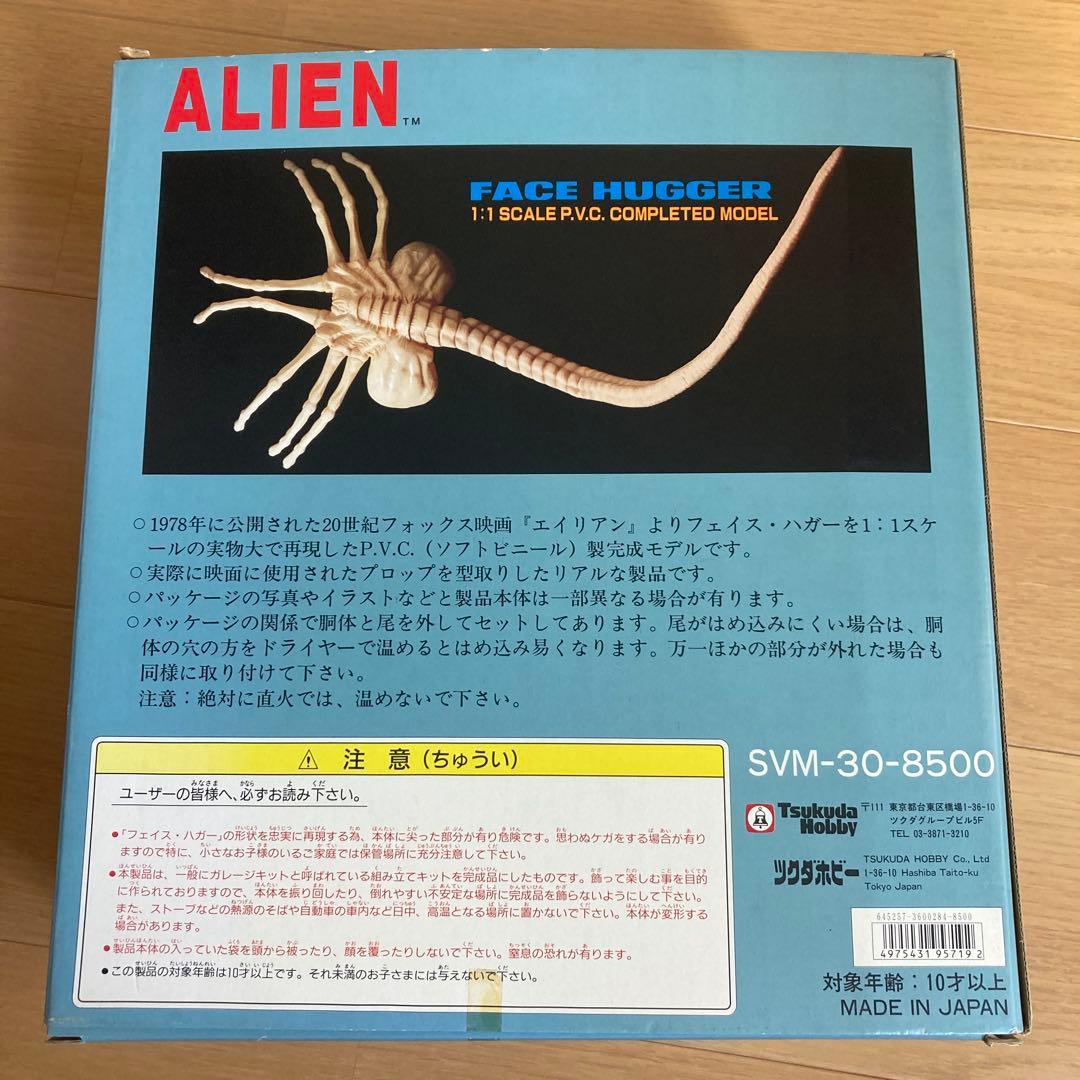 ALIEN TM
FACE HUGGER
1:1 SCALE P.V.C. COMPLETED MODEL
○1978年に公開された20世紀フォックス映画『エイリアン』よりフェイス・ハガーを1：1スケ
ールの実物大で再現したP.V.C.（ソフトビニール）製完成モデルです。
○実際に映画に使用されたプロップを型取りしたリアルな製品です。
○パッケージの写真やイラストなどと製品本体は一部異なる場合が有ります。
○パッケージの関係で胴体と尾を外してセットしてあります。尾がはめ込みにくい場合は、胴
体の穴の方をドライヤーで温めるとはめ込み易くなります。万一ほかの部分が外れた場合も
同様に取り付けて下さい。
注意：絶対に直火では、温めないで下さい。
⚠ 注 意（ちゅうい）
ユーザーの皆様へ、必ずお読み下さい。
●「フェイス・ハガー」の形状を忠実に再現する為、本体に尖った部分が有り危険です。思わぬケガをする場合が有り
ますので特に、小さなお子様のいるご家庭では保管場所に充分注意して下さい。
●本製品は、一般にガレージキットと呼ばれている組み立てキットを完成品にしたものです。飾って楽しむ事を目的
に作られておりますので、本体を振り回したり、倒れやすい不安定な場所に完成品を飾らないようにして下さい。
また、ストーブなどの熱源のそばや自動車の車内など日中、高温となる場所に置かないで下さい。本体が変形する
場合があります。
●製品本体の入っていた袋を頭から被ったり、顔を覆ったりしないで下さい。窒息の恐れが有ります。
●この製品の対象年齢は10才以上です。それ未満のお子さまには与えないで下さい。
SVM-30-8500
Tsukuda Hobby
〒111 東京都台東区橋場1-36-10
ツクダグループビル5F
TEL 03-3871-3210
ツクダホビー
TSUKUDA HOBBY Co., Ltd
1-36-10 Hashiba Taito-ku
Tokyo Japan
645257-3600284-8500
4975431 957192
対象年齢：10才以上
MADE IN JAPAN